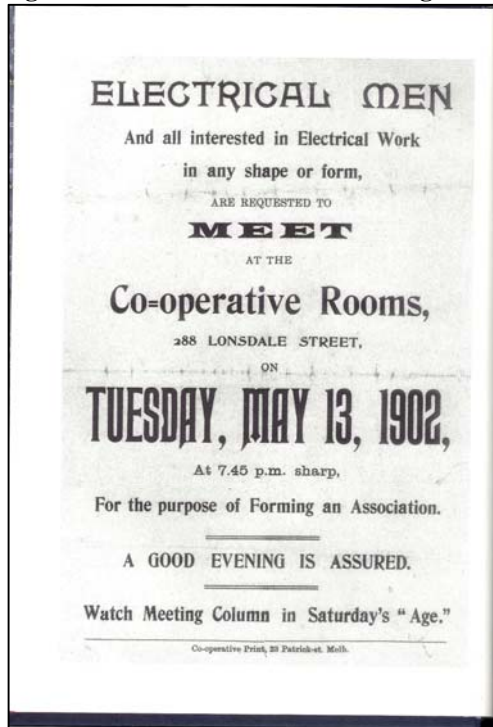 ELECTRICAL MEN
And all interested in Electrical Work
in any shape or form,
ARE REQUESTED TO
MEET
AT THE
Co=operative Rooms,
288 LONSDALE STREET,
ON
TUESDAY, MAY 13, 1902,
At 7.45 p.m. sharp,
For the purpose of Forming an Association.
A GOOD EVENING IS ASSURED.
Watch Meeting Column in Saturday's "Age."
Co-operative Print, 23 Patrick-st. Melb.